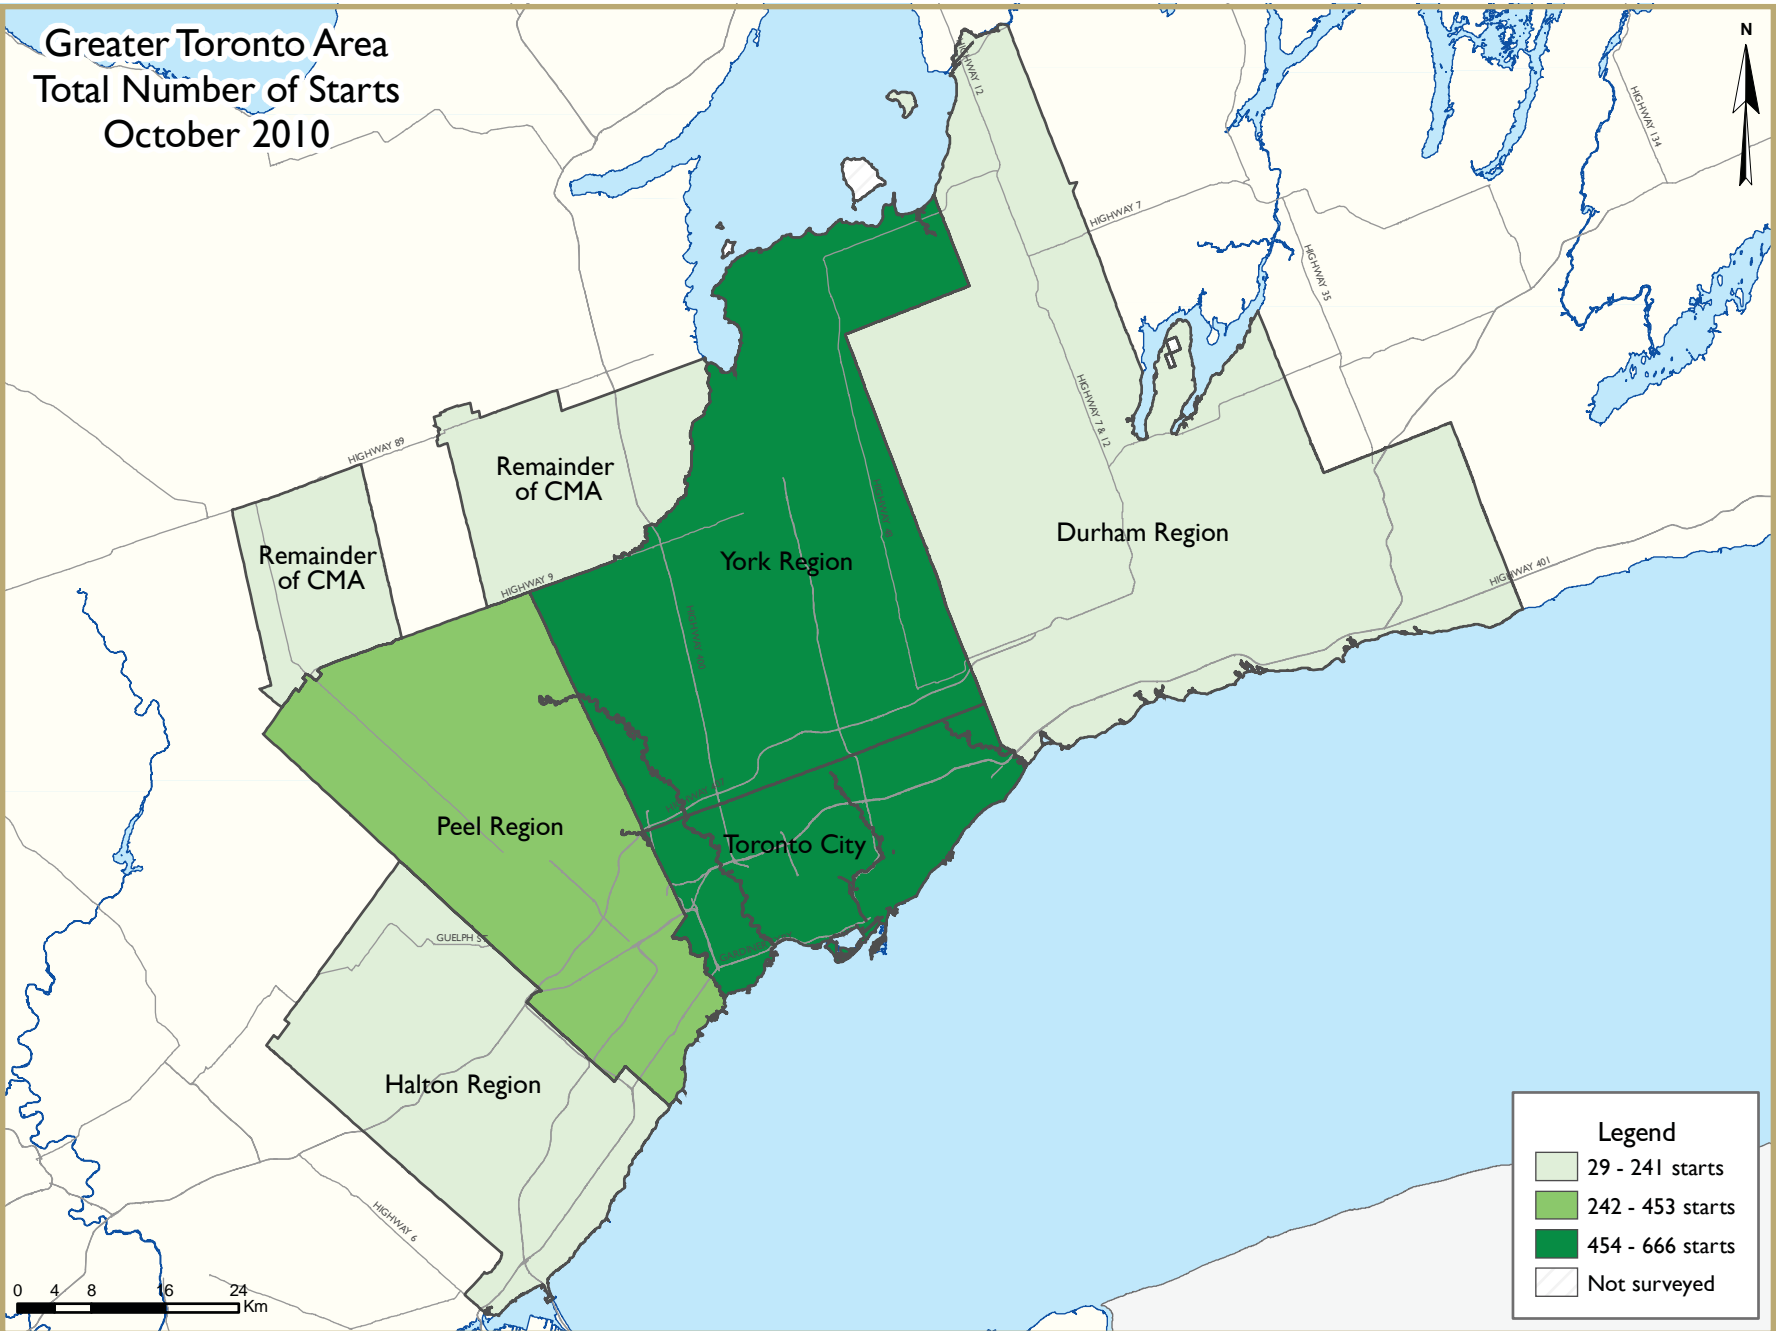 Greater Toronto Area
Total Number of Starts
October 2010
N
HIGHWAY 12
HIGHWAY 134
HIGHWAY 7
HIGHWAY 35
HIGHWAY 7 & 12
HIGHWAY 89
Remainder
of CMA
Remainder
of CMA
HIGHWAY 9
York Region
Durham Region
HIGHWAY 401
Peel Region
Toronto City
GUELPH ST
Halton Region
HIGHWAY 6
Legend
29 - 241 starts
242 - 453 starts
454 - 666 starts
Not surveyed
0 4 8 16 24
Km